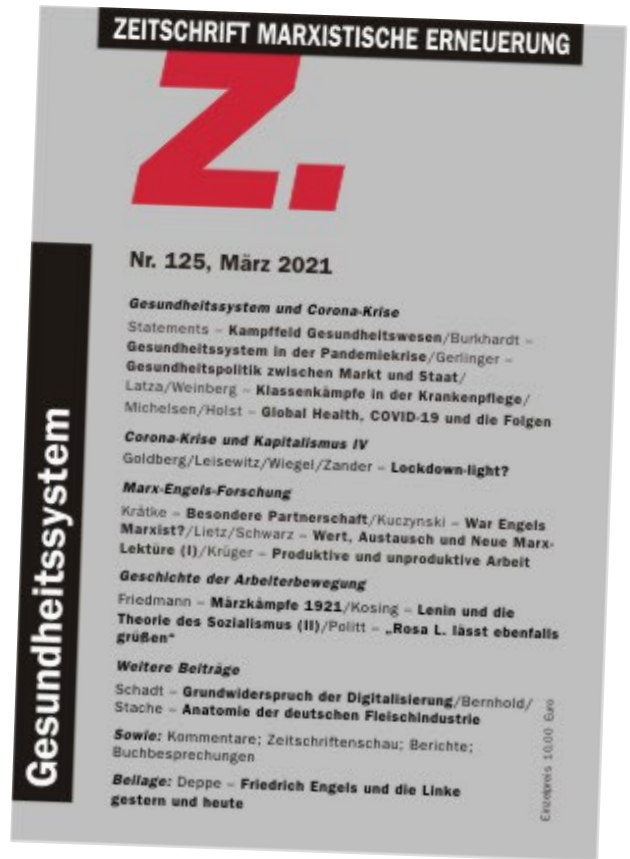 ZEITSCHRIFT MARXISTISCHE ERNEUERUNG
Z.
Nr. 125, März 2021
Gesundheitssystem und Corona-Krise
Statements – Kampffeld Gesundheitswesen/Burkhardt –
Gesundheitssystem in der Pandemiekrise/Gerlinger –
Gesundheitspolitik zwischen Markt und Staat/
Latza/Weinberg – Klassenkämpfe in der Krankenpflege/
Michelsen/Holst – Global Health, COVID-19 und die Folgen
Corona-Krise und Kapitalismus IV
Goldberg/Leisewitz/Wiegel/Zander – Lockdown-light?
Marx-Engels-Forschung
Krätke – Besondere Partnerschaft/Kuczynski – War Engels
Marxist?/Lietz/Schwarz – Wert, Austausch und Neue Marx-
Lektüre (I)/Krüger – Produktive und unproduktive Arbeit
Geschichte der Arbeiterbewegung
Friedmann – Märzkämpfe 1921/Kosing – Lenin und die
Theorie des Sozialismus (II)/Politt – „Rosa L. lässt ebenfalls
grüßen“
Weitere Beiträge
Schadt – Grundwiderspruch der Digitalisierung/Bernhold/
Stache – Anatomie der deutschen Fleischindustrie
Sowie: Kommentare; Zeitschriftenschau; Berichte;
Buchbesprechungen
Beilage: Deppe – Friedrich Engels und die Linke
gestern und heute
Gesundheitssystem
Einzelpreis 10,00 Euro